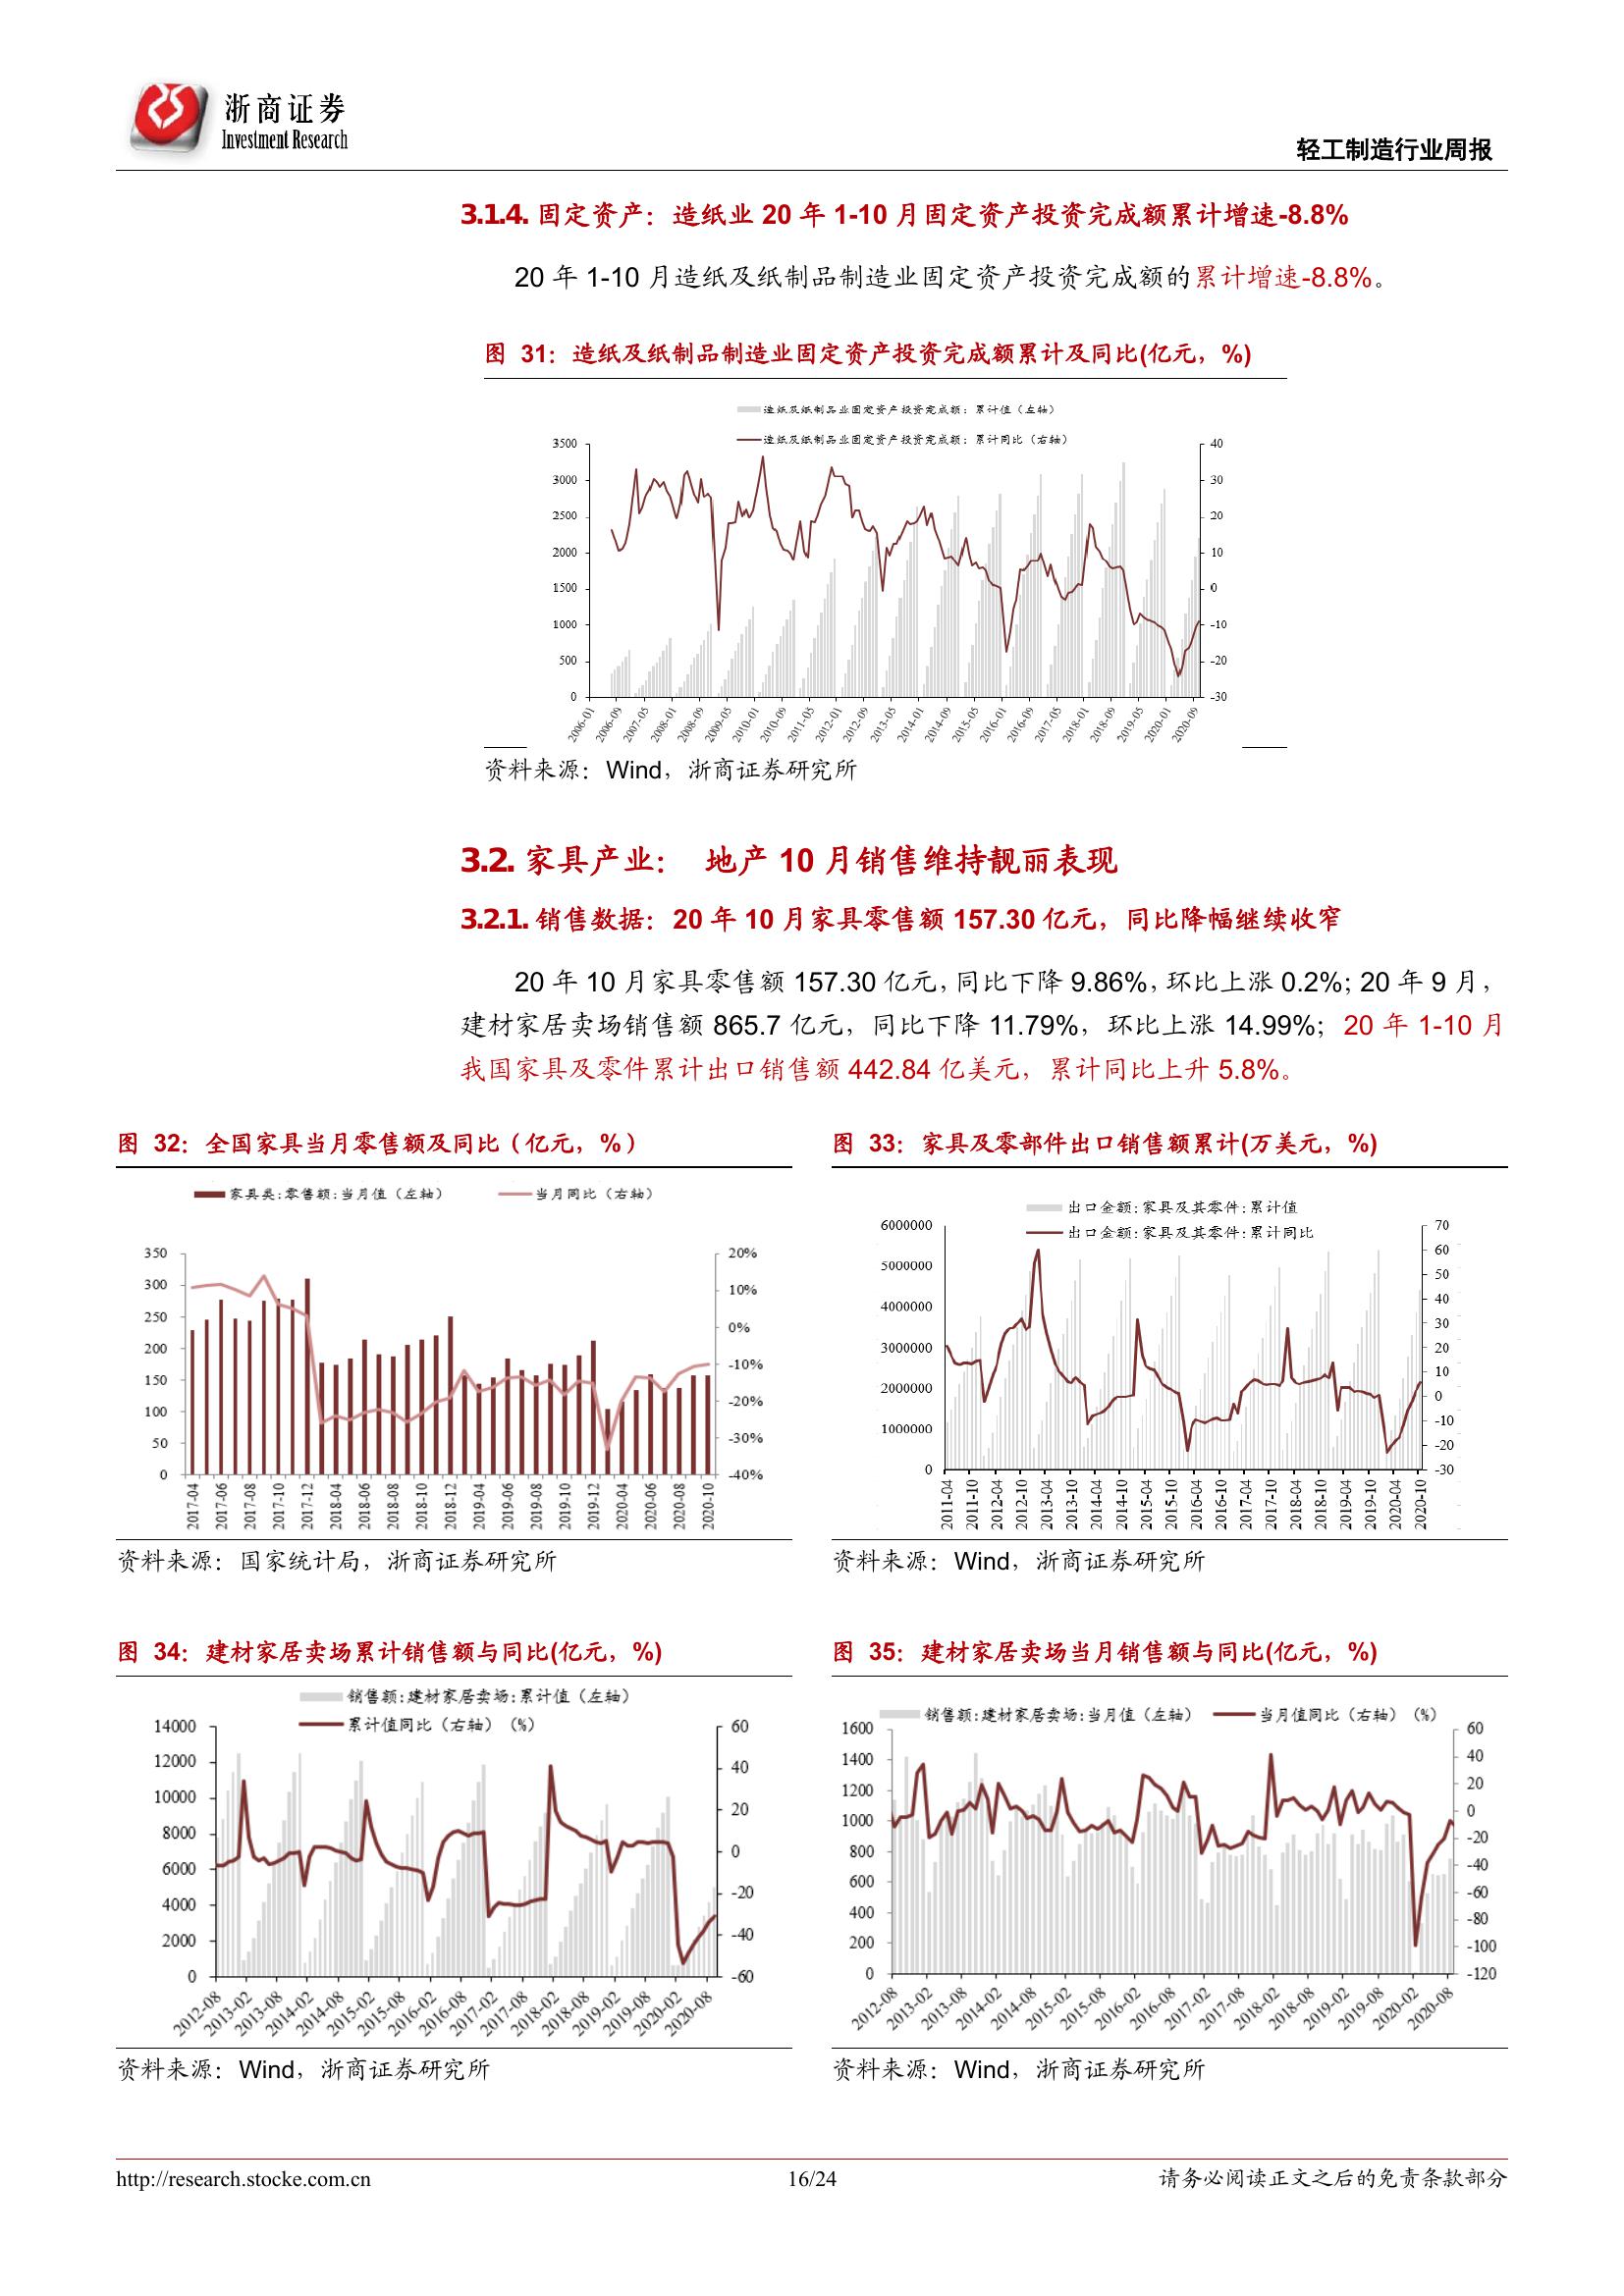 浙商证券
Investment Research
轻工制造行业周报
3.1.4. 固定资产：造纸业 20 年 1-10 月固定资产投资完成额累计增速-8.8%
20 年 1-10 月造纸及纸制品制造业固定资产投资完成额的累计增速-8.8%。
图 31：造纸及纸制品制造业固定资产投资完成额累计及同比(亿元，%)
造纸及纸制品业固定资产投资完成额：累计值（左轴）
造纸及纸制品业固定资产投资完成额：累计同比（右轴）
3500 40
3000 30
2500 20
2000 10
1500 0
1000 -10
500 -20
0 -30
2006-01 2006-09 2007-05 2008-01 2008-09 2009-05 2010-01 2010-09 2011-05 2012-01 2012-09 2013-05 2014-01 2014-09 2015-05 2016-01 2016-09 2017-05 2018-01 2018-09 2019-05 2020-01 2020-09
资料来源：Wind，浙商证券研究所
3.2. 家具产业： 地产 10 月销售维持靓丽表现
3.2.1. 销售数据：20 年 10 月家具零售额 157.30 亿元，同比降幅继续收窄
20 年 10 月家具零售额 157.30 亿元，同比下降 9.86%，环比上涨 0.2%；20 年 9 月，
建材家居卖场销售额 865.7 亿元，同比下降 11.79%，环比上涨 14.99%；20 年 1-10 月
我国家具及零件累计出口销售额 442.84 亿美元，累计同比上升 5.8%。
图 32：全国家具当月零售额及同比（亿元，%）
家具类:零售额:当月值（左轴） 当月同比（右轴）
350 20%
300 10%
250 0%
200 -10%
150 -20%
100 -30%
50 -40%
0
2017-04 2017-06 2017-08 2017-10 2017-12 2018-04 2018-06 2018-08 2018-10 2018-12 2019-04 2019-06 2019-08 2019-10 2019-12 2020-04 2020-06 2020-08 2020-10
资料来源：国家统计局，浙商证券研究所
图 33：家具及零部件出口销售额累计(万美元，%)
出口金额:家具及其零件:累计值
出口金额:家具及其零件:累计同比
6000000 70
5000000 60
4000000 50
3000000 40
2000000 30
1000000 20
0 10
0
-10
-20
-30
2011-04 2011-10 2012-04 2012-10 2013-04 2013-10 2014-04 2014-10 2015-04 2015-10 2016-04 2016-10 2017-04 2017-10 2018-04 2018-10 2019-04 2019-10 2020-04 2020-10
资料来源：Wind，浙商证券研究所
图 34：建材家居卖场累计销售额与同比(亿元，%)
销售额:建材家居卖场:累计值（左轴）
累计值同比（右轴）（%）
14000 60
12000 40
10000 20
8000 0
6000 -20
4000 -40
2000 -60
0
2012-08 2013-02 2013-08 2014-02 2014-08 2015-02 2015-08 2016-02 2016-08 2017-02 2017-08 2018-02 2018-08 2019-02 2019-08 2020-02 2020-08
资料来源：Wind，浙商证券研究所
图 35：建材家居卖场当月销售额与同比(亿元，%)
销售额:建材家居卖场:当月值（左轴） 当月值同比（右轴）（%）
1600 60
1400 40
1200 20
1000 0
800 -20
600 -40
400 -60
200 -80
0 -100
-120
2012-08 2013-02 2013-08 2014-02 2014-08 2015-02 2015-08 2016-02 2016-08 2017-02 2017-08 2018-02 2018-08 2019-02 2019-08 2020-02 2020-08
资料来源：Wind，浙商证券研究所
http://research.stocke.com.cn 16/24 请务必阅读正文之后的免责条款部分